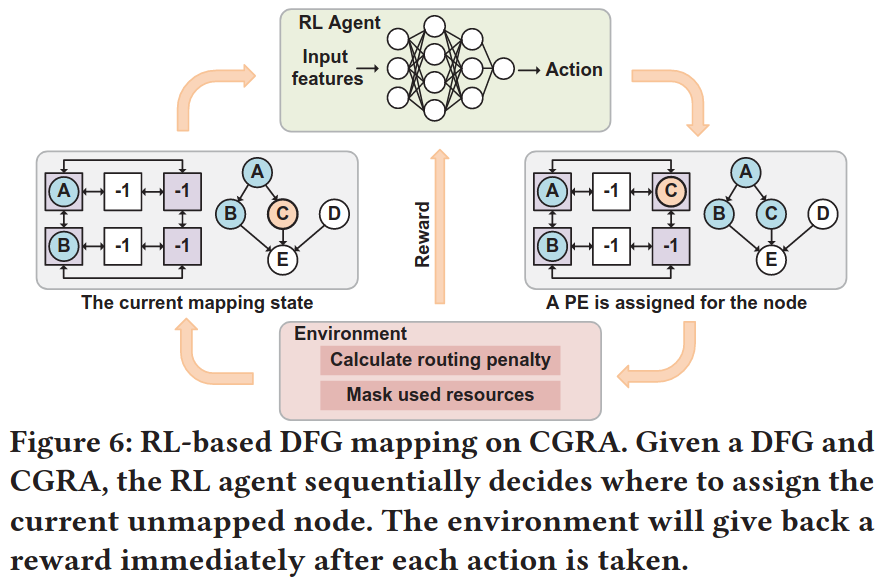 RL Agent
Input
features
Action
A -1 -1
B -1 -1
A
B C D
E
The current mapping state
Reward
A -1 C
B -1 -1
A
B C D
E
A PE is assigned for the node
Environment
Calculate routing penalty
Mask used resources
Figure 6: RL-based DFG mapping on CGRA. Given a DFG and
CGRA, the RL agent sequentially decides where to assign the
current unmapped node. The environment will give back a
reward immediately after each action is taken.